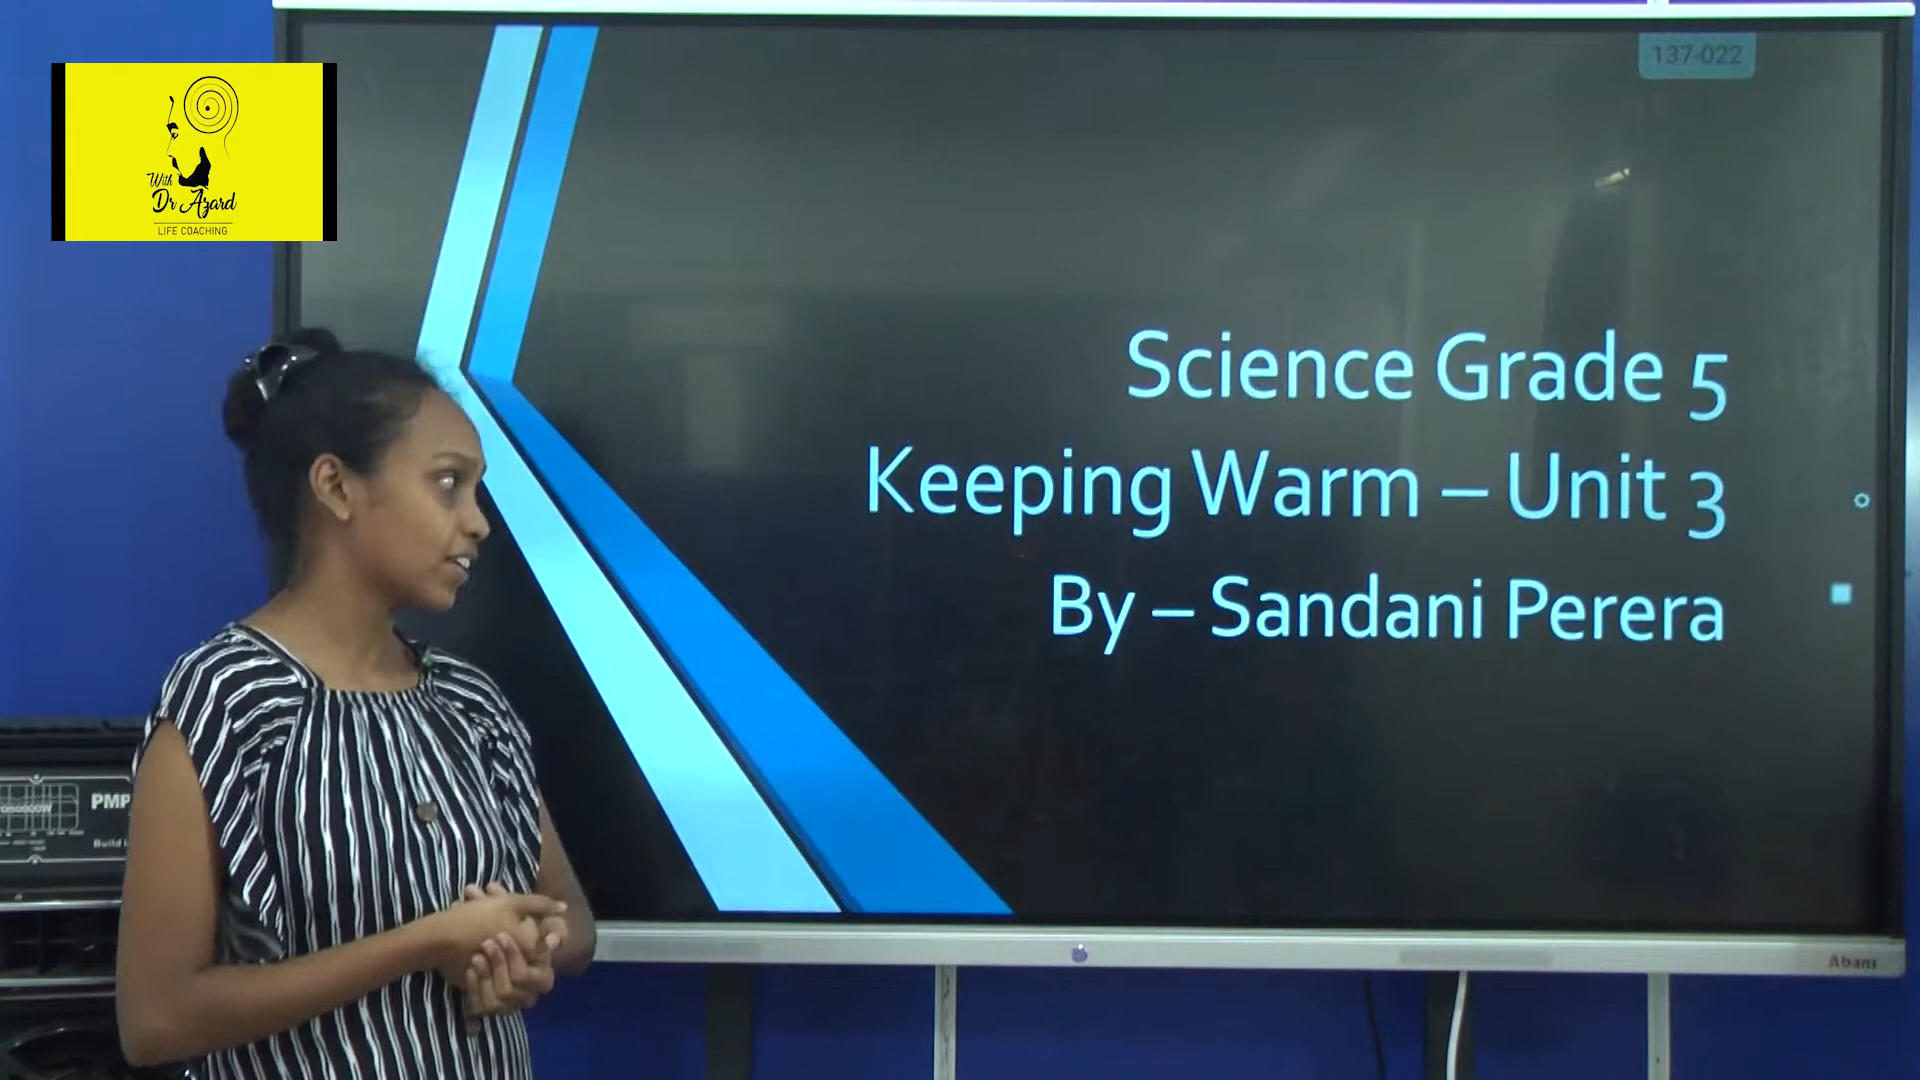 137-022
With
Dr Azard
LIFE COACHING
Science Grade 5
Keeping Warm – Unit 3
By – Sandani Perera
PMP
Build
Abans